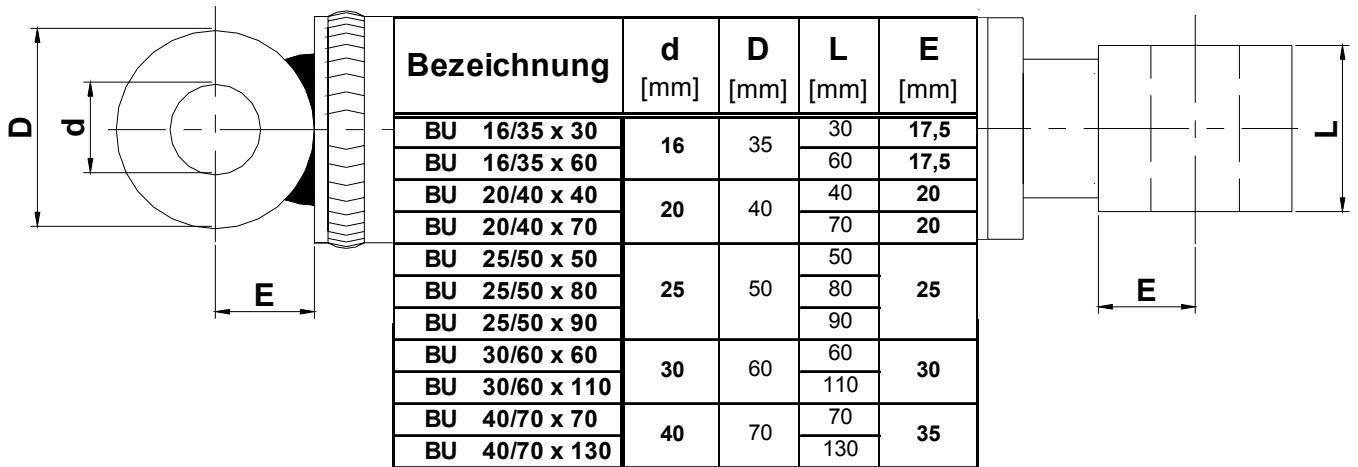 Bezeichnung d D L E
[mm] [mm] [mm] [mm]
BU 16/35 x 30 16 35 30 17,5
BU 16/35 x 60 60 17,5
BU 20/40 x 40 20 40 40 20
BU 20/40 x 70 70 20
BU 25/50 x 50 50
BU 25/50 x 80 25 50 80 25
BU 25/50 x 90 90
BU 30/60 x 60 30 60 60 30
BU 30/60 x 110 110
BU 40/70 x 70 40 70 70 35
BU 40/70 x 130 130
D
d
E
E
L